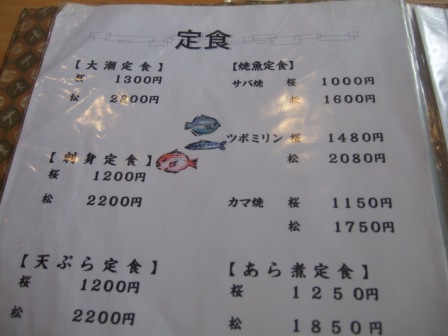 定食
【大潮定食】
桜 1300円
松 2200円
【刺身定食】
桜 1200円
松 2200円
【天ぷら定食】
桜 1200円
松 2200円
【焼魚定食】
サバ焼 桜 1000円
松 1600円
ツボミリン 桜 1480円
松 2080円
カマ焼 桜 1150円
松 1750円
【あら煮定食】
桜 1250円
松 1850円